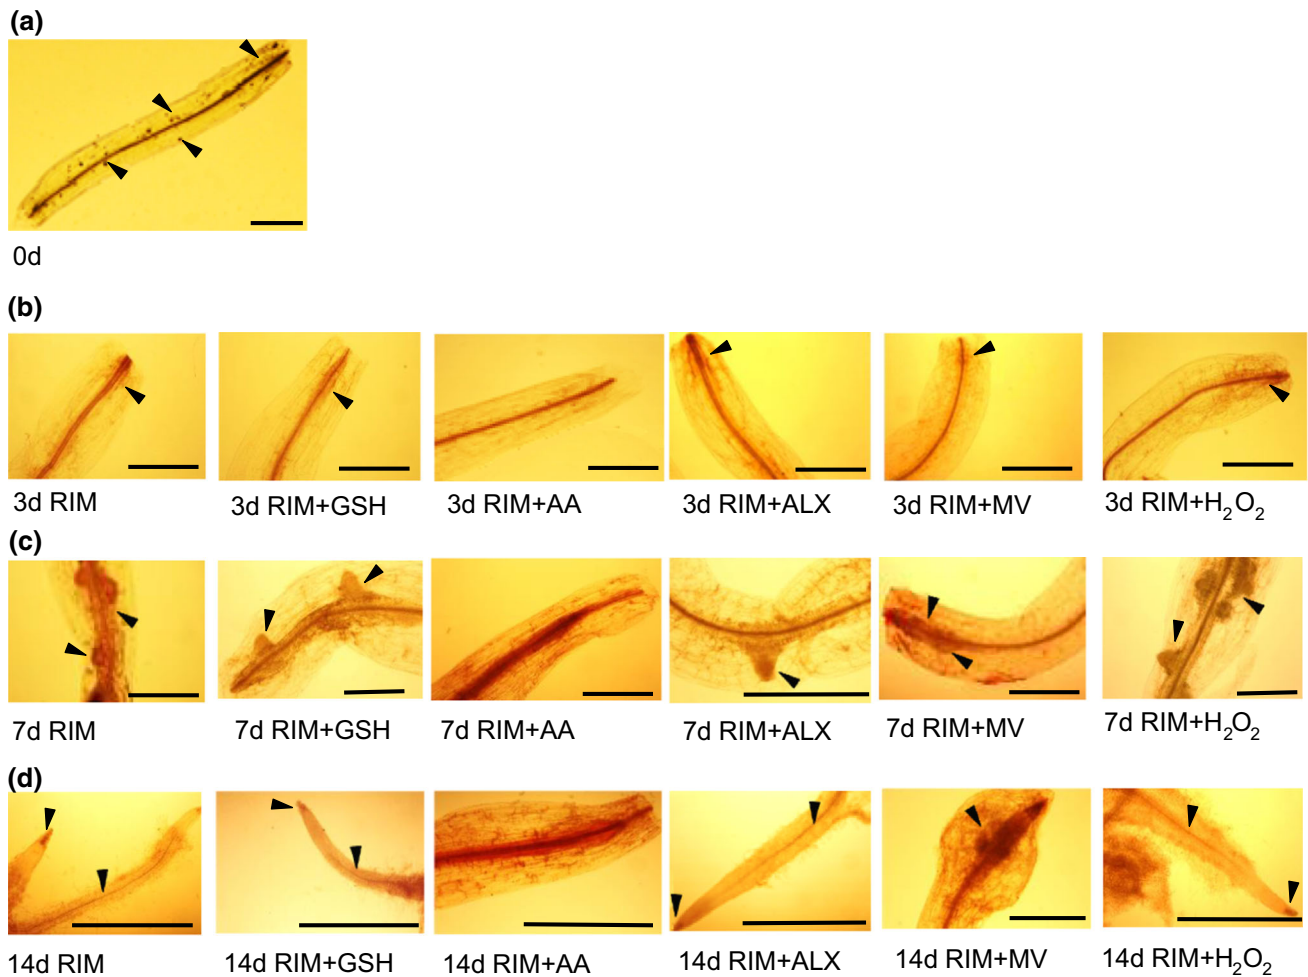 (a)
0d
(b)
3d RIM 3d RIM+GSH 3d RIM+AA 3d RIM+ALX 3d RIM+MV 3d RIM+H₂O₂
(c)
7d RIM 7d RIM+GSH 7d RIM+AA 7d RIM+ALX 7d RIM+MV 7d RIM+H₂O₂
(d)
14d RIM 14d RIM+GSH 14d RIM+AA 14d RIM+ALX 14d RIM+MV 14d RIM+H₂O₂